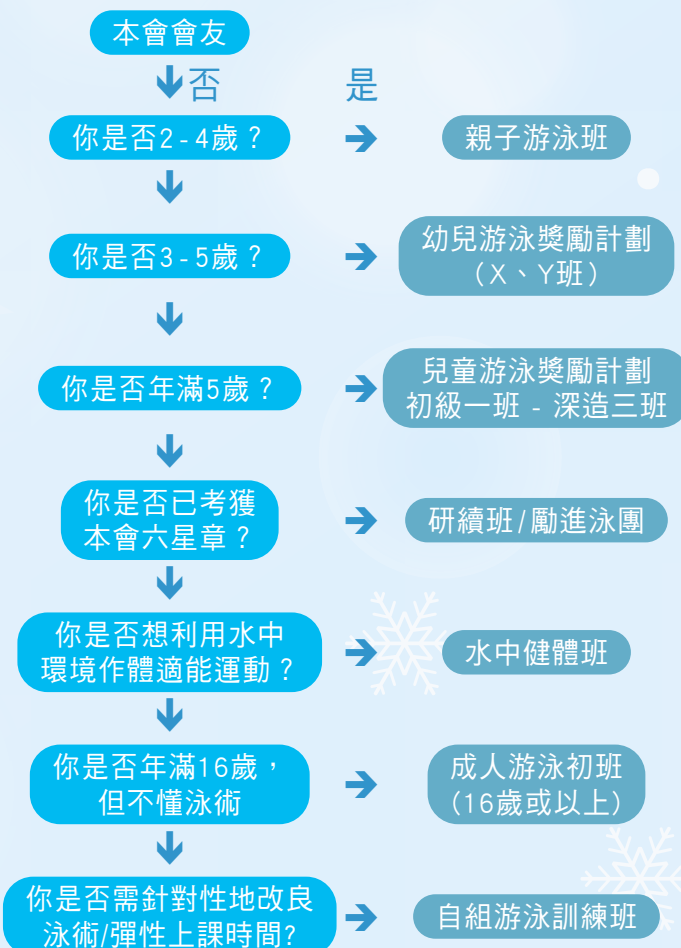 本會會友
否 是
你是否2-4歲？
親子游泳班
你是否3-5歲？
幼兒游泳獎勵計劃
（X、Y班）
你是否年滿5歲？
兒童游泳獎勵計劃
初級一班 - 深造三班
你是否已考獲
本會六星章？
研續班/勵進泳團
你是否想利用水中
環境作體適能運動？
水中健體班
你是否年滿16歲，
但不懂泳術
成人游泳初班
(16歲或以上)
你是否需針對性地改良
泳術/彈性上課時間?
自組游泳訓練班